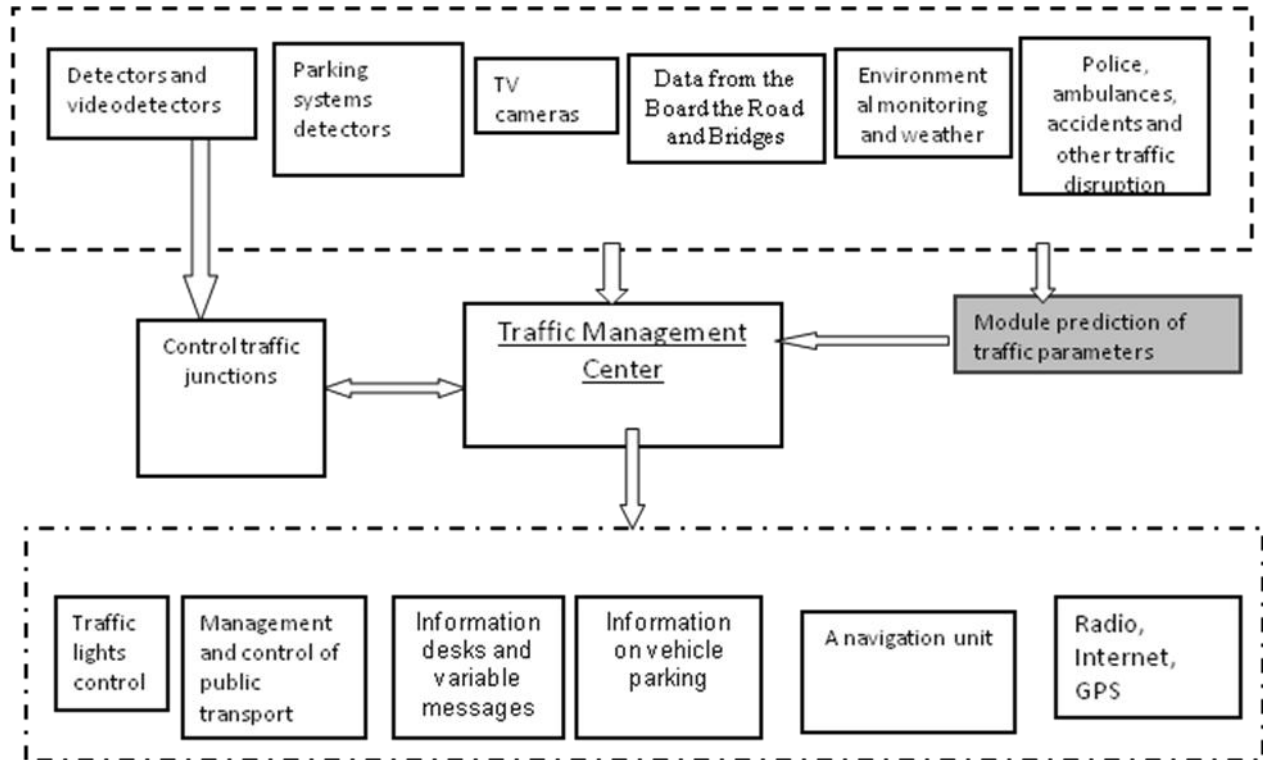 Detectors and
videodetectors
Parking
systems
detectors
TV
cameras
Data from the
Board the Road
and Bridges
Environment
al monitoring
and weather
Police,
ambulances,
accidents and
other traffic
disruption
Control traffic
junctions
Traffic Management
Center
Module prediction of
traffic parameters
Traffic
lights
control
Management
and control of
public
transport
Information
desks and
variable
messages
Information
on vehicle
parking
A navigation unit
Radio,
Internet,
GPS